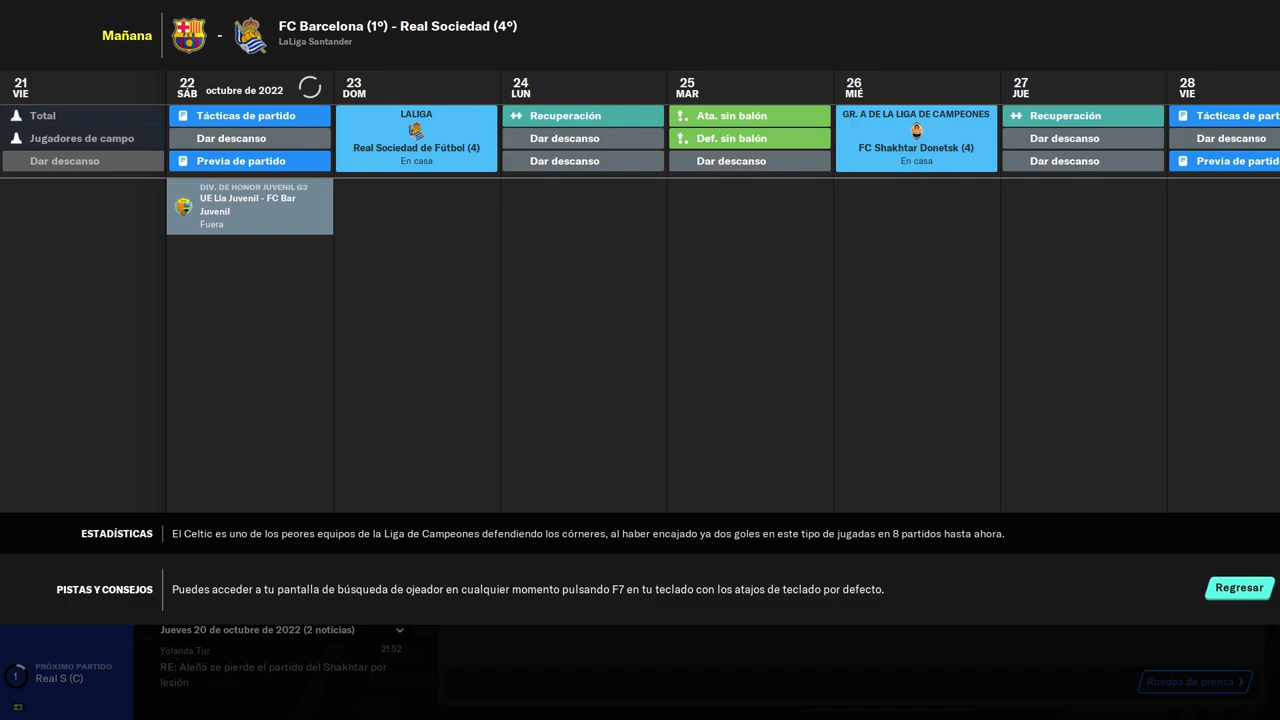 Mañana
FC Barcelona (1º) - Real Sociedad (4º)
LaLiga Santander
21
VIE
22
SÁB
octubre de 2022
23
DOM
24
LUN
25
MAR
26
MIÉ
27
JUE
28
VIE
Total
Jugadores de campo
Dar descanso
Tácticas de partido
Dar descanso
Previa de partido
LALIGA
Real Sociedad de Fútbol (4)
En casa
Recuperación
Dar descanso
Dar descanso
Ata. sin balón
Def. sin balón
Dar descanso
GR. A DE LA LIGA DE CAMPEONES
FC Shakhtar Donetsk (4)
En casa
Recuperación
Dar descanso
Dar descanso
Tácticas de part
Dar descanso
Previa de partid
DIV. DE HONOR JUVENIL G3
UE Lla Juvenil - FC Bar
Juvenil
Fuera
ESTADÍSTICAS
El Celtic es uno de los peores equipos de la Liga de Campeones defendiendo los córneres, al haber encajado ya dos goles en este tipo de jugadas en 8 partidos hasta ahora.
PISTAS Y CONSEJOS
Puedes acceder a tu pantalla de búsqueda de ojeador en cualquier momento pulsando F7 en tu teclado con los atajos de teclado por defecto.
Regresar
Jueves 20 de octubre de 2022 (2 noticias)
Yolanda Tur
21:52
RE: Aleñá se pierde el partido del Shakhtar por
lesión
1
PRÓXIMO PARTIDO
Real S (C)
Ruedas de prensa